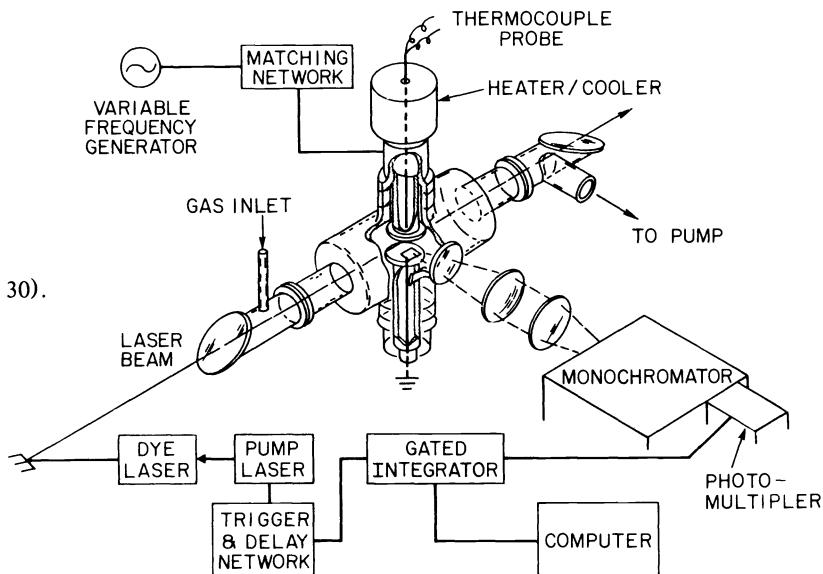 THERMOCOUPLE
PROBE
MATCHING
NETWORK
HEATER/COOLER
VARIABLE
FREQUENCY
GENERATOR
GAS INLET
TO PUMP
30).
LASER
BEAM
MONOCHROMATOR
DYE
LASER
PUMP
LASER
GATED
INTEGRATOR
PHOTO-
MULTIPLER
TRIGGER
& DELAY
NETWORK
COMPUTER